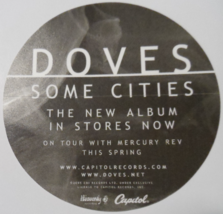 DOVES
SOME CITIES
THE NEW ALBUM
IN STORES NOW
ON TOUR WITH MERCURY REV
THIS SPRING
WWW.CAPITOLRECORDS.COM
WWW.DOVES.NET
Heavenly
Capitol